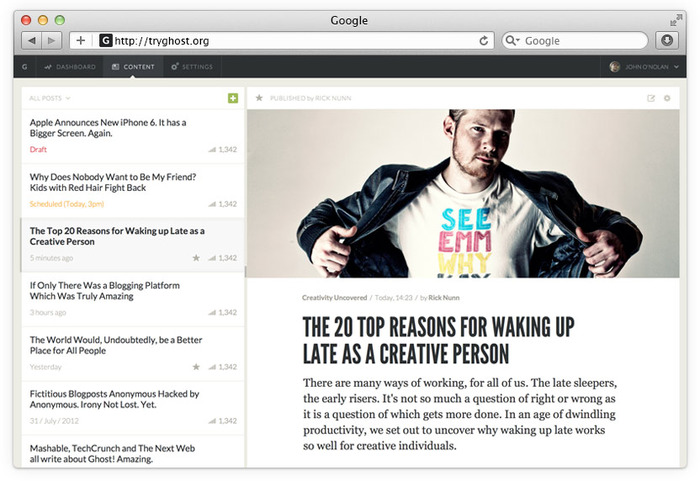 Google
G http://tryghost.org
Google
G
DASHBOARD
CONTENT
SETTINGS
JOHN O'NOLAN
ALL POSTS
Apple Announces New iPhone 6. It has a
Bigger Screen. Again.
Draft
1,342
Why Does Nobody Want to Be My Friend?
Kids with Red Hair Fight Back
Scheduled (Today, 3pm)
1,342
The Top 20 Reasons for Waking up Late as a
Creative Person
5 minutes ago
1,342
If Only There Was a Blogging Platform
Which Was Truly Amazing
3 hours ago
1,342
The World Would, Undoubtedly, be a Better
Place for All People
Yesterday
1,342
Fictitious Blogposts Anonymous Hacked by
Anonymous. Irony Not Lost. Yet.
31 / July / 2012
1,342
Mashable, TechCrunch and The Next Web
all write about Ghost! Amazing.
PUBLISHED by RICK NUNN
SEE
EMM
WHY
KAY
Creativity Uncovered / Today, 14:23 / by Rick Nunn
THE 20 TOP REASONS FOR WAKING UP
LATE AS A CREATIVE PERSON
There are many ways of working, for all of us. The late sleepers,
the early risers. It's not so much a question of right or wrong as
it is a question of which gets more done. In an age of dwindling
productivity, we set out to uncover why waking up late works
so well for creative individuals.